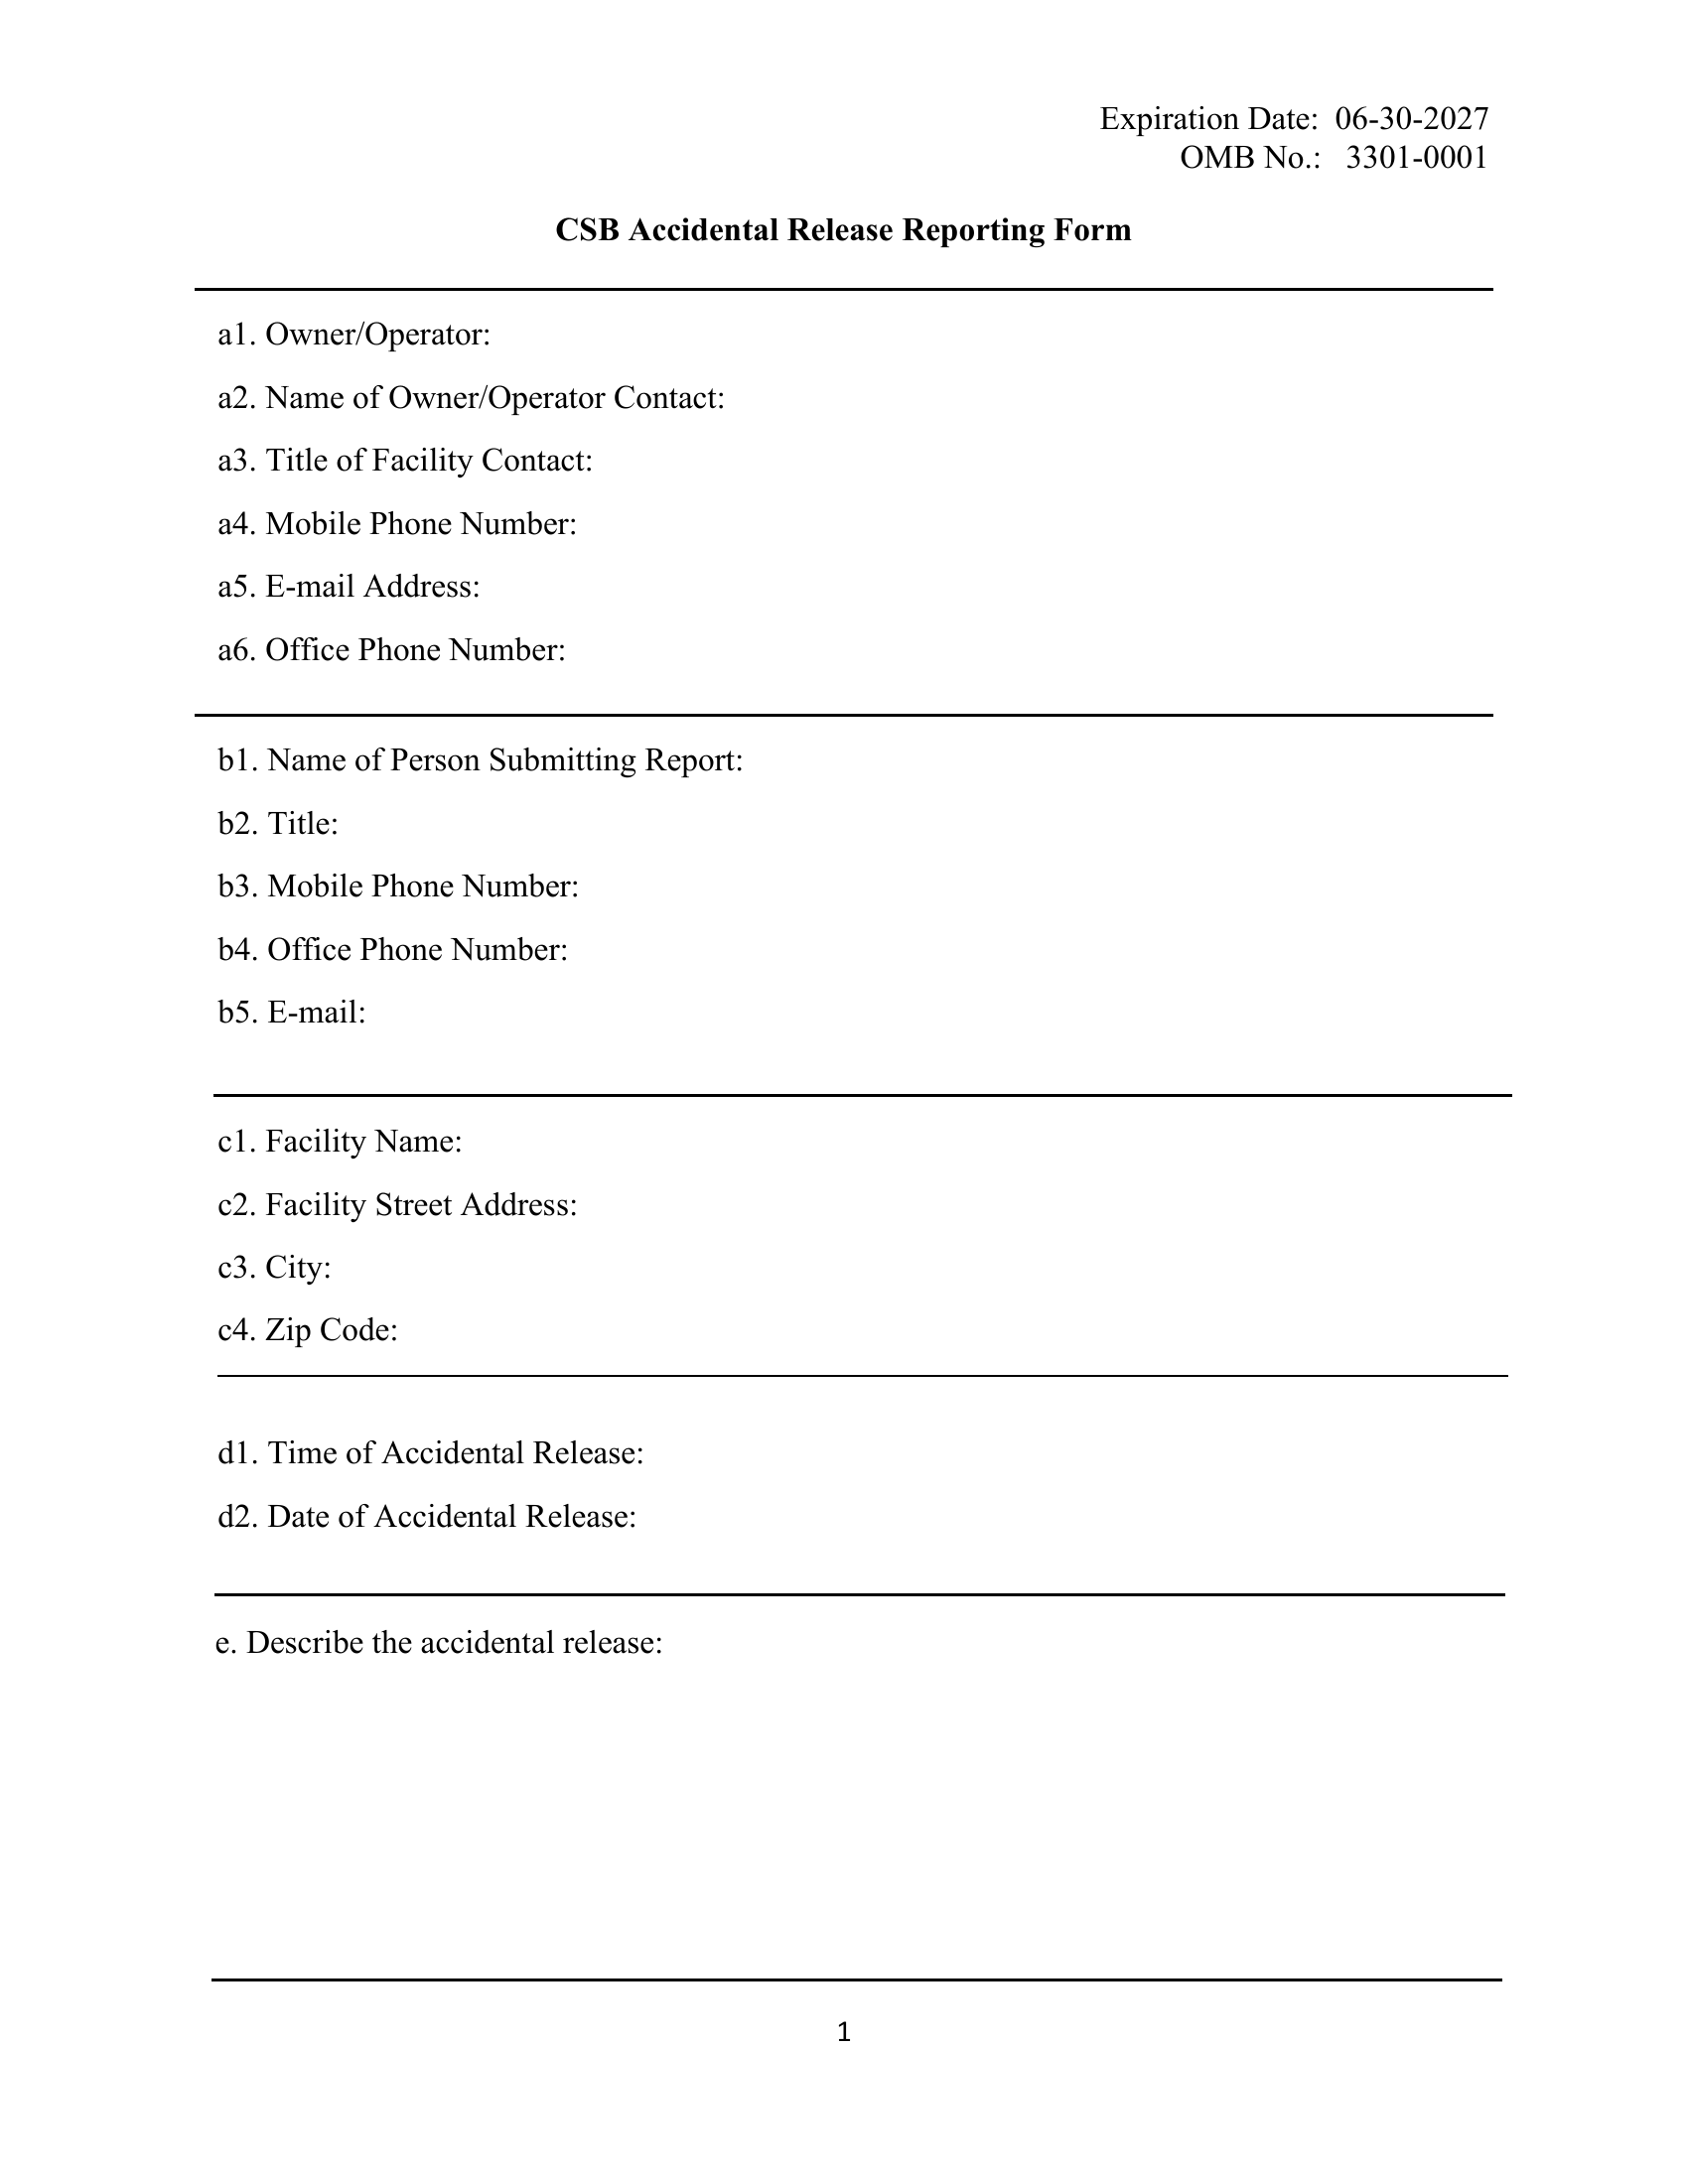 Expiration Date: 06-30-2027
OMB No.: 3301-0001
CSB Accidental Release Reporting Form
a1. Owner/Operator:
a2. Name of Owner/Operator Contact:
a3. Title of Facility Contact:
a4. Mobile Phone Number:
a5. E-mail Address:
a6. Office Phone Number:
b1. Name of Person Submitting Report:
b2. Title:
b3. Mobile Phone Number:
b4. Office Phone Number:
b5. E-mail:
c1. Facility Name:
c2. Facility Street Address:
c3. City:
c4. Zip Code:
d1. Time of Accidental Release:
d2. Date of Accidental Release:
e. Describe the accidental release:
1